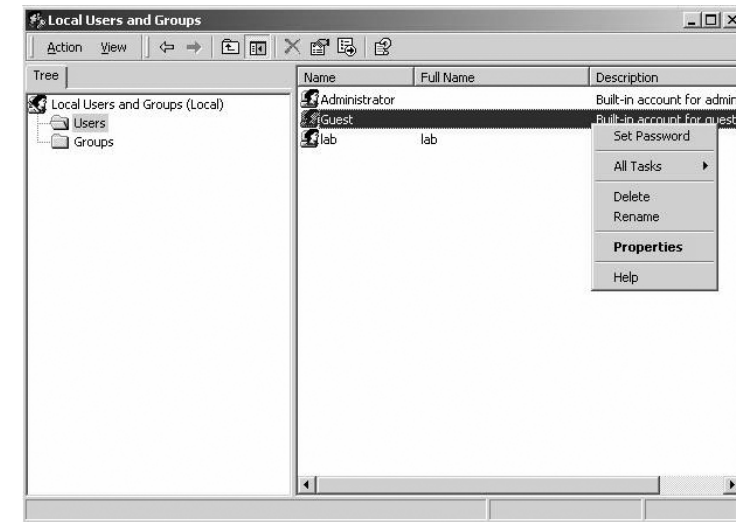 Local Users and Groups
Action View
Tree
Name Full Name Description
Local Users and Groups (Local)
Users
Groups
Administrator Built-in account for admin
Guest Built-in account for guest
lab lab
Set Password
All Tasks
Delete
Rename
Properties
Help